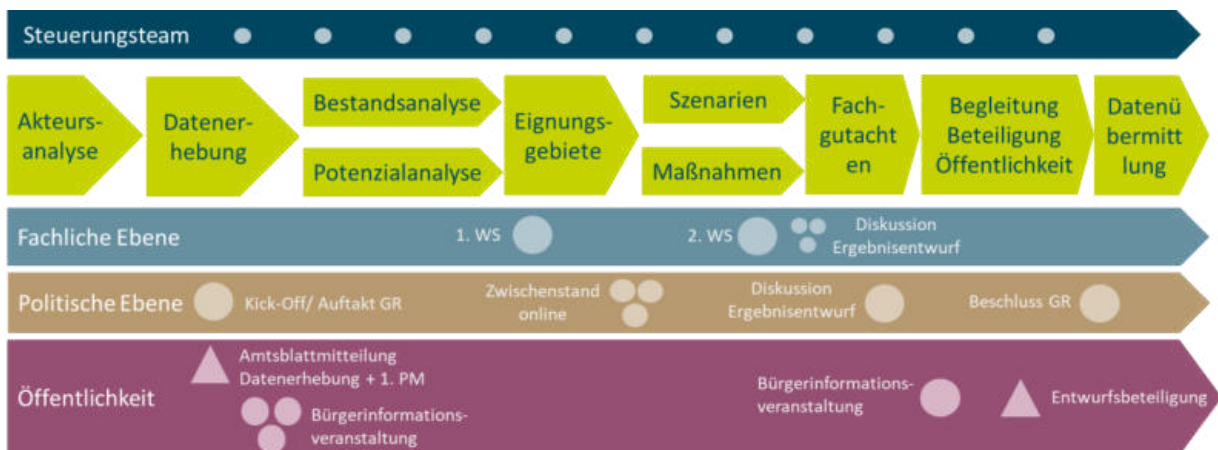 Steuerungsteam
Akteurs-
analyse
Datener-
hebung
Bestandsanalyse
Potenzialanalyse
Eignungs-
gebiete
Szenarien
Maßnahmen
Fach-
gutacht
en
Begleitung
Beteiligung
Öffentlichkeit
Datenü
bermitt
lung
Fachliche Ebene
1. WS
2. WS
Diskussion
Ergebnisentwurf
Politische Ebene
Kick-Off/ Auftakt GR
Zwischenstand
online
Diskussion
Ergebnisentwurf
Beschluss GR
Öffentlichkeit
Amtsblattmitteilung
Datenerhebung + 1. PM
Bürgerinformations-
veranstaltung
Bürgerinformations-
veranstaltung
Entwurfsbeteiligung